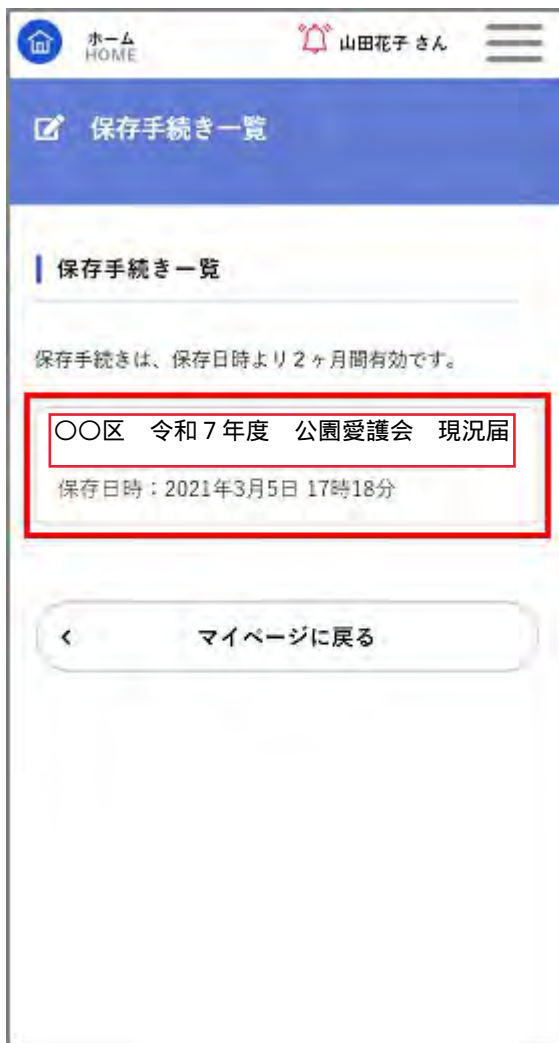 ホーム
HOME
山田花子 さん
保存手続き一覧
保存手続き一覧
保存手続きは、保存日時より２ヶ月間有効です。
〇〇区　令和７年度　公園愛護会　現況届
保存日時：2021年3月5日 17時18分
マイページに戻る